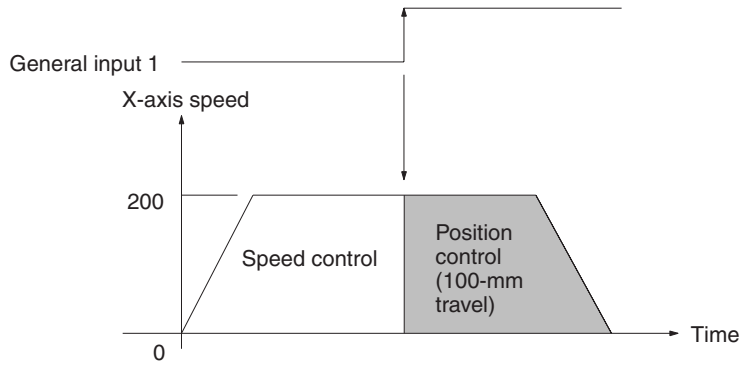 General input 1
X-axis speed
200
Speed control
Position
control
(100-mm
travel)
Time
0